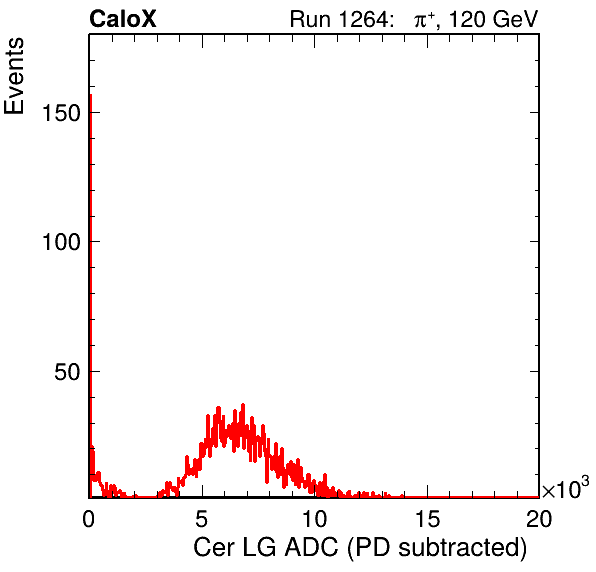 CaloX Run 1264: π⁺, 120 GeV
Events
150
100
50
0 5 10 15 20
×10³
Cer LG ADC (PD subtracted)